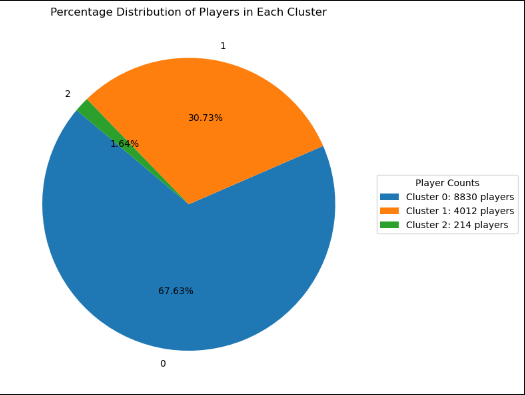 Percentage Distribution of Players in Each Cluster
1
2
30.73%
1.64%
67.63%
0
Player Counts
Cluster 0: 8830 players
Cluster 1: 4012 players
Cluster 2: 214 players